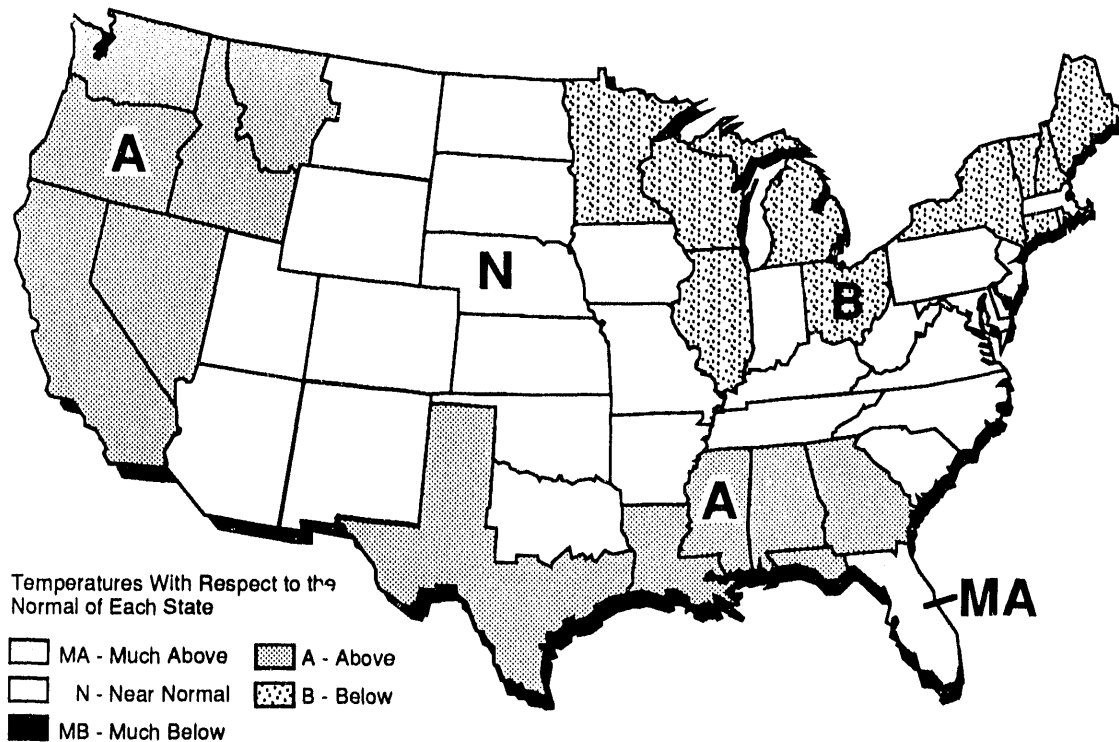 A
N
B
A
MA
Temperatures With Respect to the
Normal of Each State
MA - Much Above
A - Above
N - Near Normal
B - Below
MB - Much Below